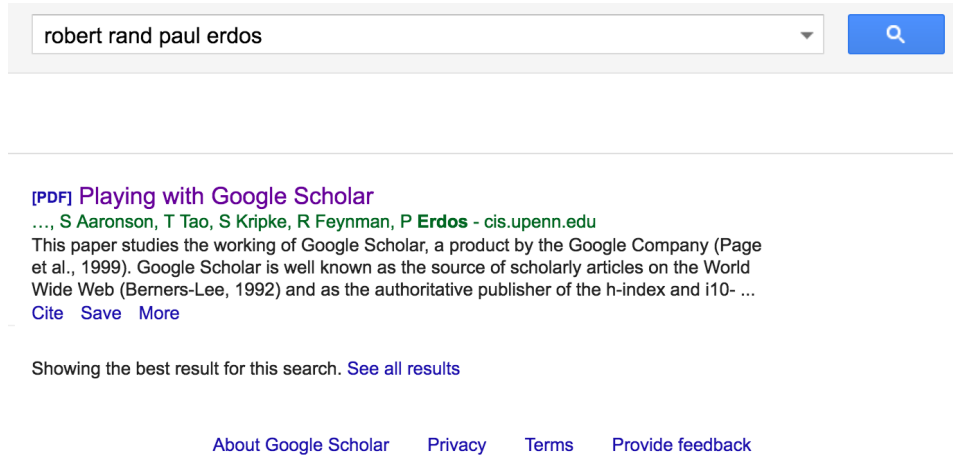 robert rand paul erdos
[PDF] Playing with Google Scholar
…, S Aaronson, T Tao, S Kripke, R Feynman, P Erdos - cis.upenn.edu
This paper studies the working of Google Scholar, a product by the Google Company (Page
et al., 1999). Google Scholar is well known as the source of scholarly articles on the World
Wide Web (Berners-Lee, 1992) and as the authoritative publisher of the h-index and i10- ...
Cite Save More
Showing the best result for this search. See all results
About Google Scholar Privacy Terms Provide feedback